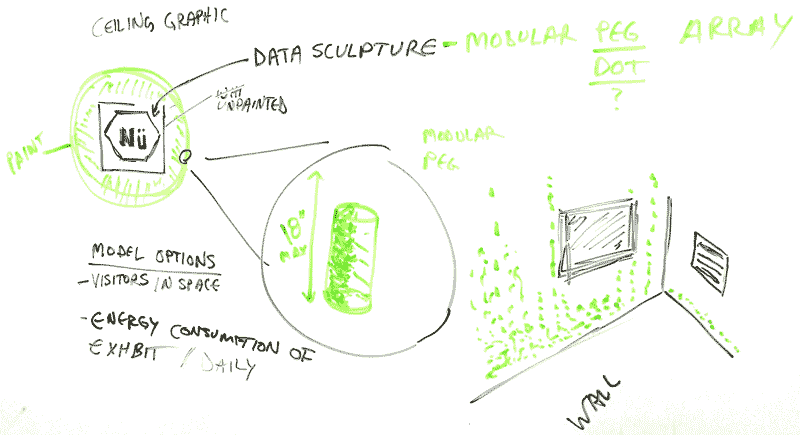 CEILING GRAPHIC
DATA SCULPTURE - MODULAR PEG ARRAY
DOT
?
UNPAINTED
Nü
PAINT
MODULAR
PEG
18"
MAX
MODEL OPTIONS
- VISITORS / IN SPACE
- ENERGY CONSUMPTION OF
EXHBIT / DAILY
WALL